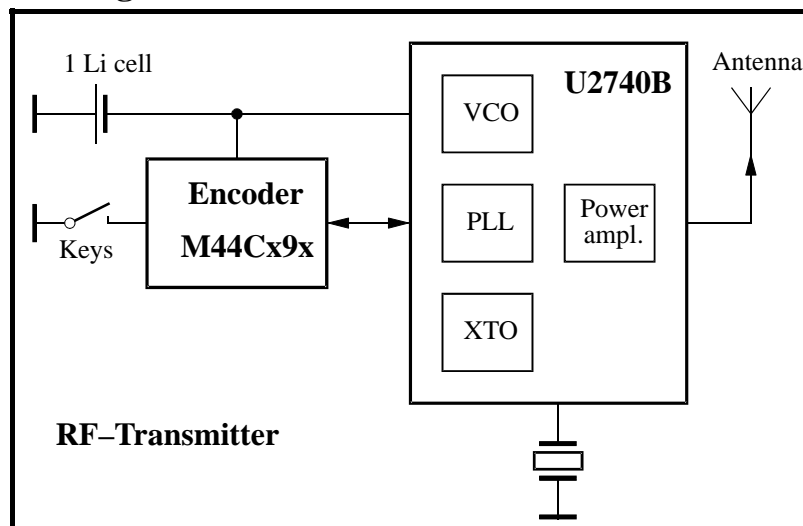 1 Li cell
U2740B
Antenna
VCO
Encoder
M44Cx9x
Keys
PLL
Power
ampl.
XTO
RF–Transmitter